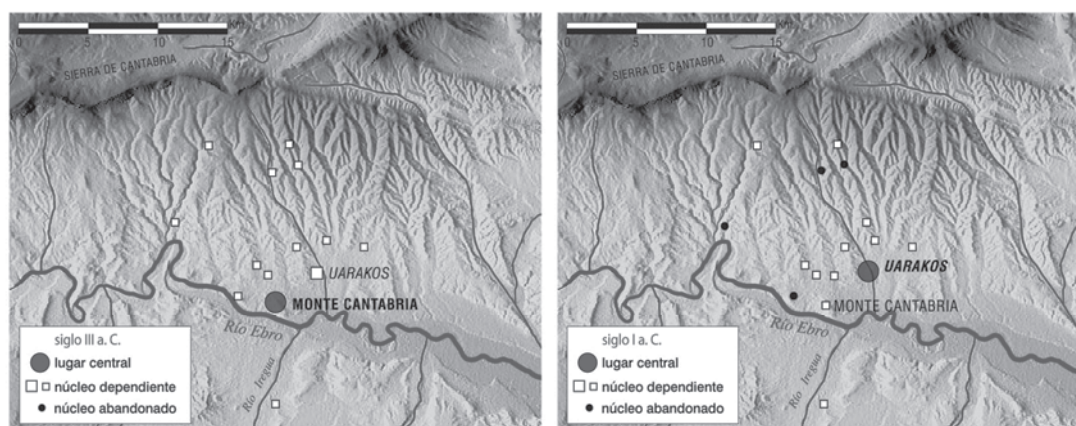 0 5 10 15
SIERRA DE CANTABRIA
UARAKOS
MONTE CANTABRIA
Río Ebro
Río Iregua
siglo III a. C.
lugar central
núcleo dependiente
núcleo abandonado
0 5 10 15
SIERRA DE CANTABRIA
UARAKOS
MONTE CANTABRIA
Río Ebro
Río Iregua
siglo I a. C.
lugar central
núcleo dependiente
núcleo abandonado